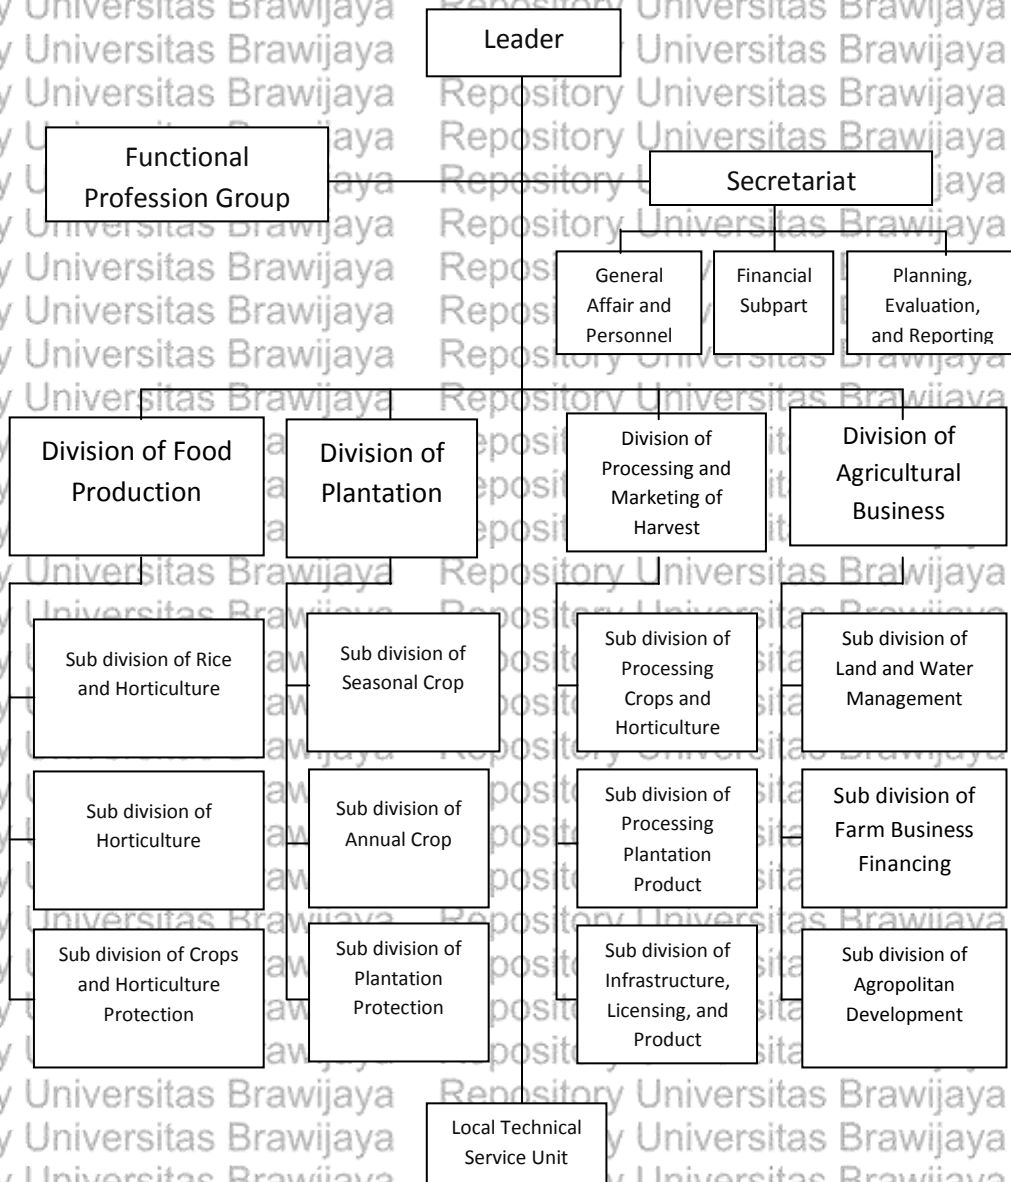 Leader
Functional
Profession Group
Secretariat
General
Affair and
Personnel
Financial
Subpart
Planning,
Evaluation,
and Reporting
Division of Food
Production
Division of
Plantation
Division of
Processing and
Marketing of
Harvest
Division of
Agricultural
Business
Sub division of Rice
and Horticulture
Sub division of
Seasonal Crop
Sub division of
Processing
Crops and
Horticulture
Sub division of
Land and Water
Management
Sub division of
Horticulture
Sub division of
Annual Crop
Sub division of
Processing
Plantation
Product
Sub division of
Farm Business
Financing
Sub division of Crops
and Horticulture
Protection
Sub division of
Plantation
Protection
Sub division of
Infrastructure,
Licensing, and
Product
Sub division of
Agropolitan
Development
Local Technical
Service Unit
Repository Universitas Brawijaya